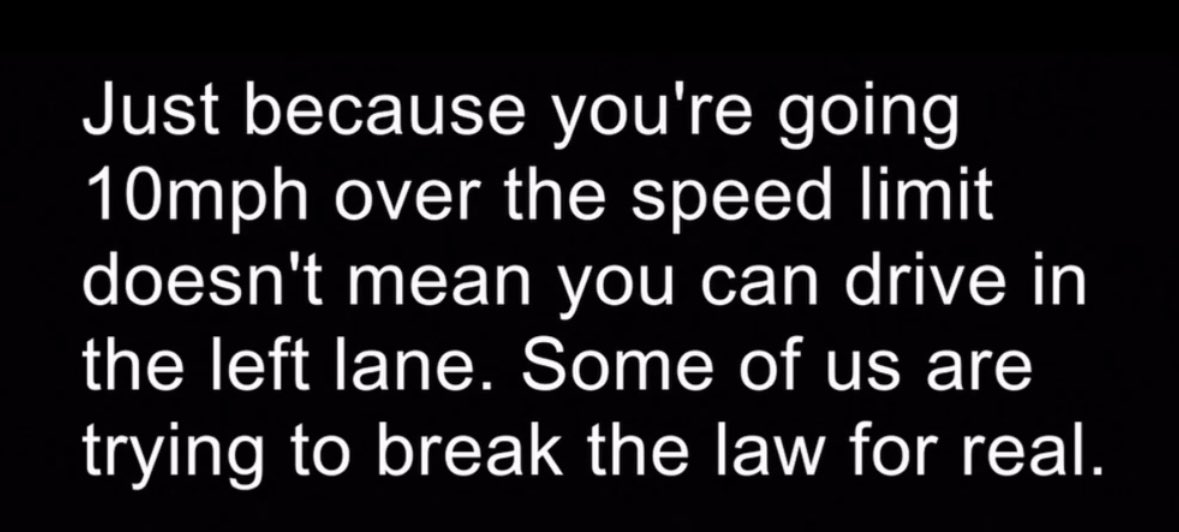 Just because you're going
10mph over the speed limit
doesn't mean you can drive in
the left lane. Some of us are
trying to break the law for real.